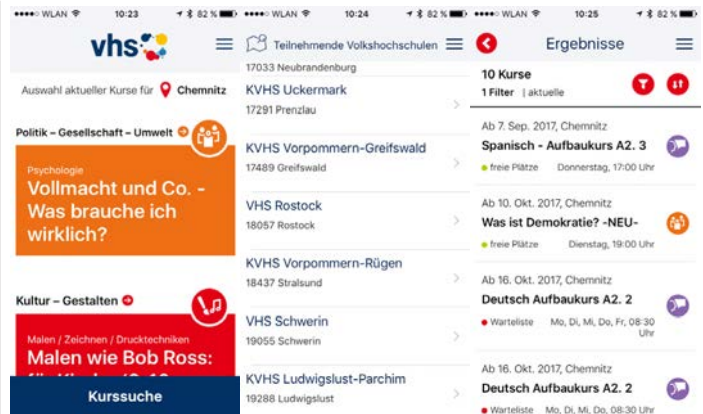 WLAN 10:23 82 %
vhs
Auswahl aktueller Kurse für Chemnitz
Politik – Gesellschaft – Umwelt
Psychologie
Vollmacht und Co. -
Was brauche ich
wirklich?
Kultur – Gestalten
Malen / Zeichnen / Drucktechniken
Malen wie Bob Ross:
Kurssuche
WLAN 10:24 82 %
Teilnehmende Volkshochschulen
17033 Neubrandenburg
KVHS Uckermark
17291 Prenzlau
KVHS Vorpommern-Greifswald
17489 Greifswald
VHS Rostock
18057 Rostock
KVHS Vorpommern-Rügen
18437 Stralsund
VHS Schwerin
19055 Schwerin
KVHS Ludwigslust-Parchim
19288 Ludwigslust
WLAN 10:25 82 %
Ergebnisse
10 Kurse
1 Filter | aktuelle
Ab 7. Sep. 2017, Chemnitz
Spanisch - Aufbaukurs A2. 3
freie Plätze Donnerstag, 17:00 Uhr
Ab 10. Okt. 2017, Chemnitz
Was ist Demokratie? -NEU-
freie Plätze Dienstag, 19:00 Uhr
Ab 16. Okt. 2017, Chemnitz
Deutsch Aufbaukurs A2. 2
Warteliste Mo, Di, Mi, Do, Fr, 08:30
Uhr
Ab 16. Okt. 2017, Chemnitz
Deutsch Aufbaukurs A2. 2
Warteliste Mo, Di, Mi, Do, 08:30 Uhr